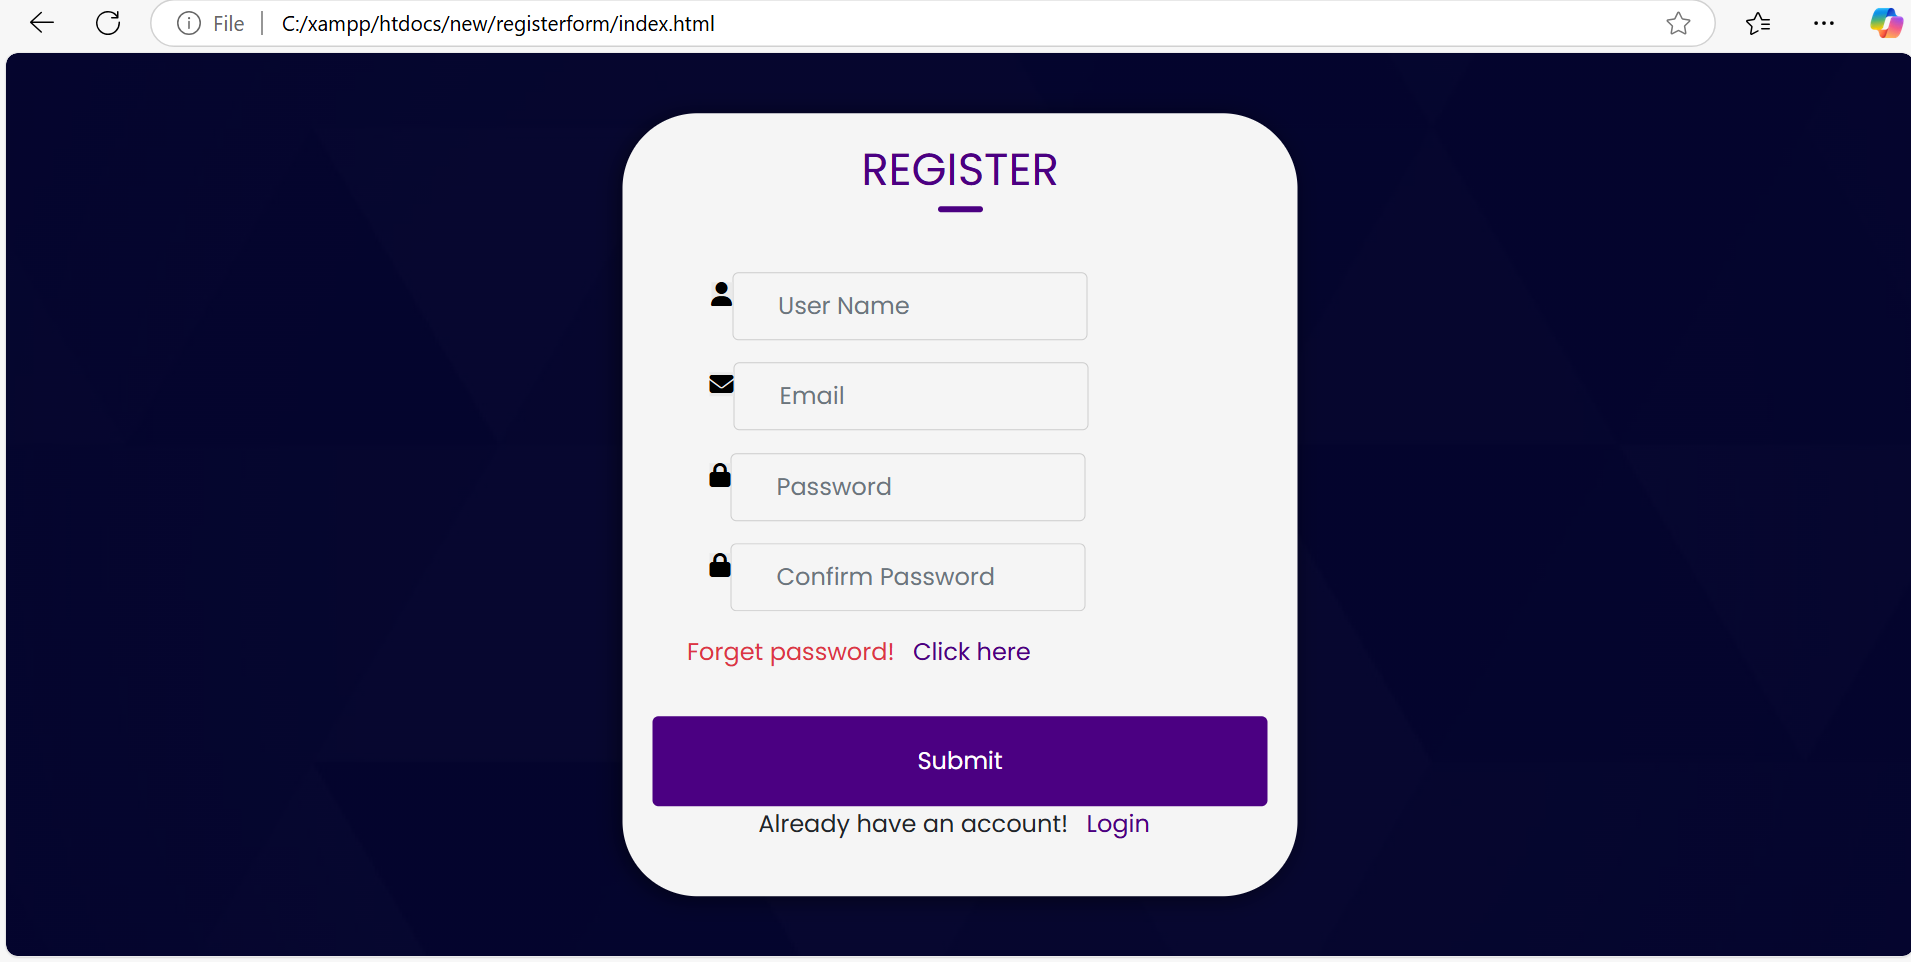 File C:/xampp/htdocs/new/registerform/index.html
REGISTER
User Name
Email
Password
Confirm Password
Forget password! Click here
Submit
Already have an account! Login